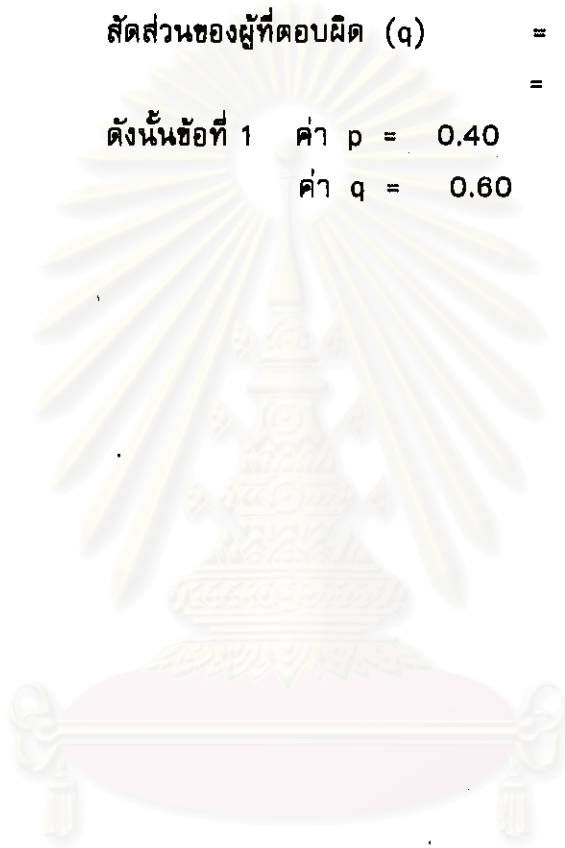 สัดส่วนของผู้ที่ตอบผิด (q) =
=
ดังนั้นข้อที่ 1 ค่า p = 0.40
ค่า q = 0.60